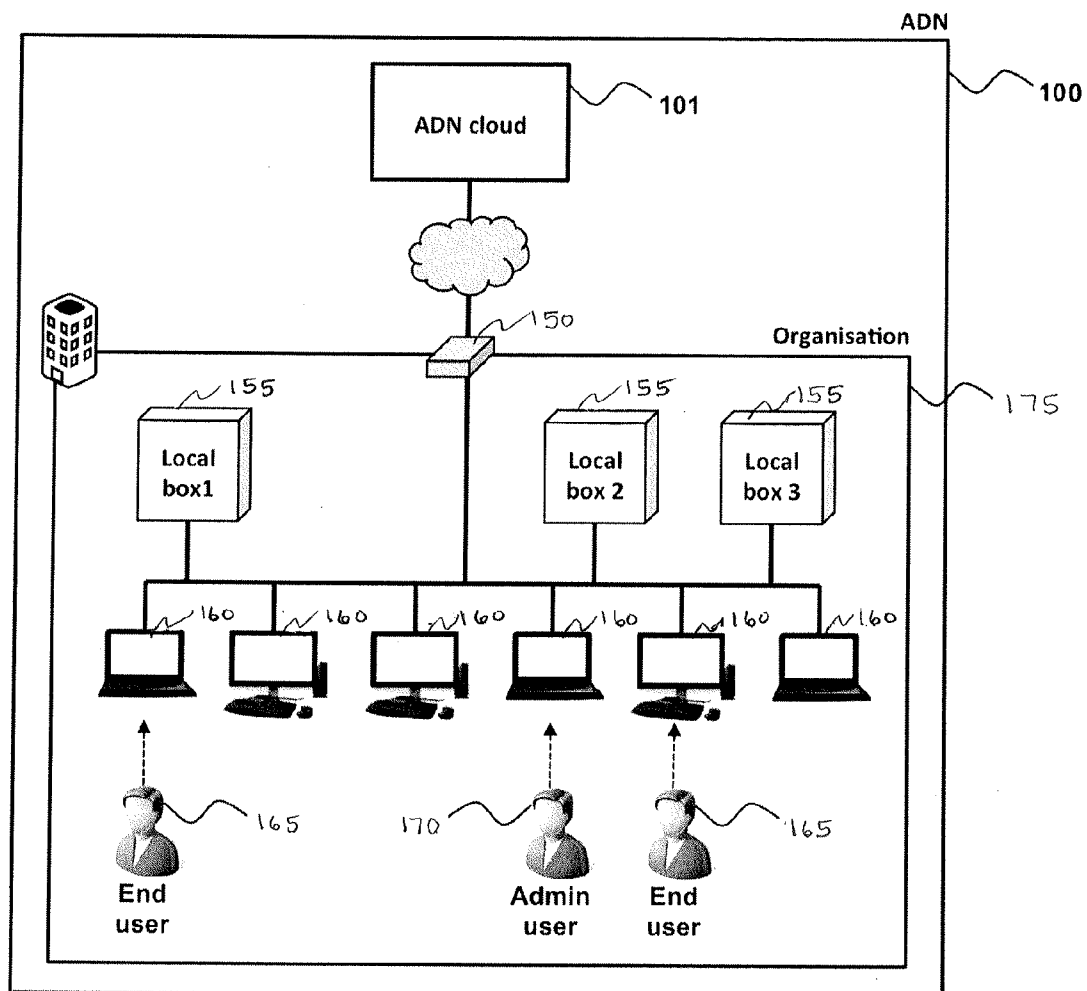 ADN
100
101
ADN cloud
150
Organisation
155
155
155
175
Local
box1
Local
box 2
Local
box 3
160
160
160
160
160
160
165
170
165
End
user
Admin
user
End
user